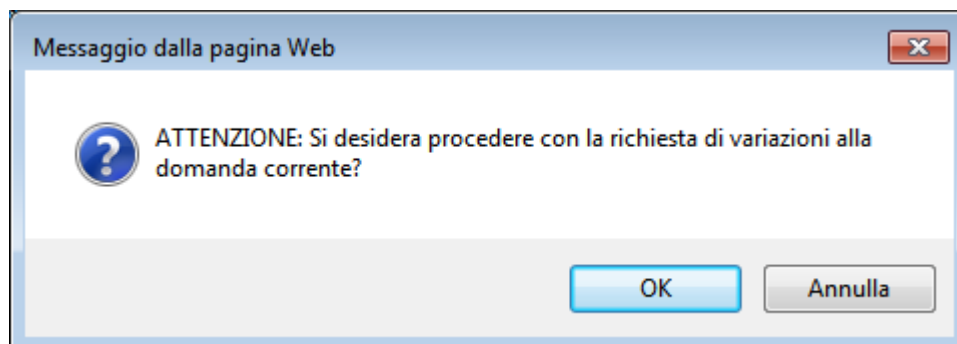 Messaggio dalla pagina Web
ATTENZIONE: Si desidera procedere con la richiesta di variazioni alla
domanda corrente?
OK
Annulla